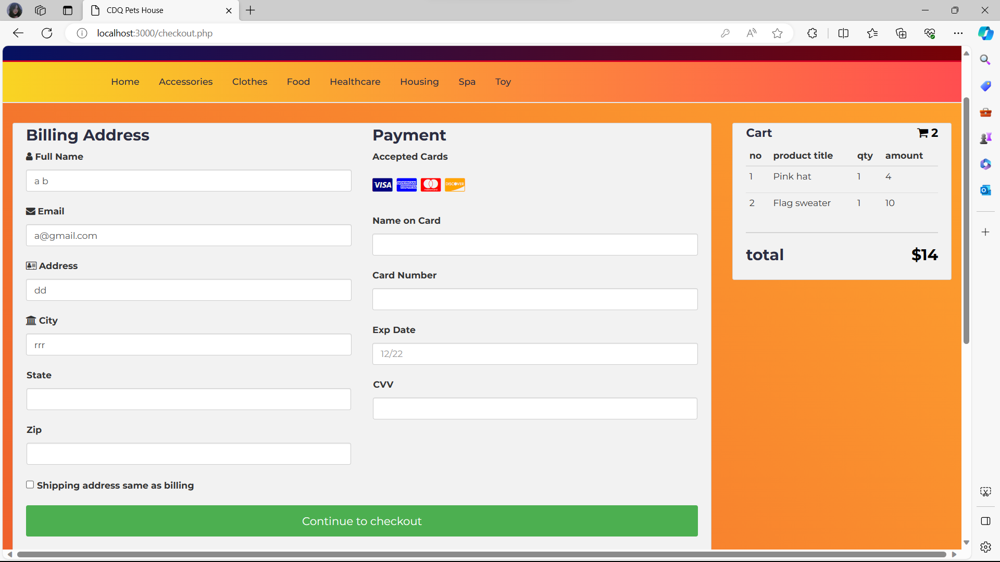 CDQ Pets House
localhost:3000/checkout.php
Home Accessories Clothes Food Healthcare Housing Spa Toy
Billing Address
Full Name
a b
Email
a@gmail.com
Address
dd
City
rrr
State
Zip
Shipping address same as billing
Payment
Accepted Cards
VISA AMERICAN EXPRESS mastercard DISCOVER
Name on Card
Card Number
Exp Date
12/22
CVV
Continue to checkout
Cart 2
no product title qty amount
1 Pink hat 1 4
2 Flag sweater 1 10
total $14